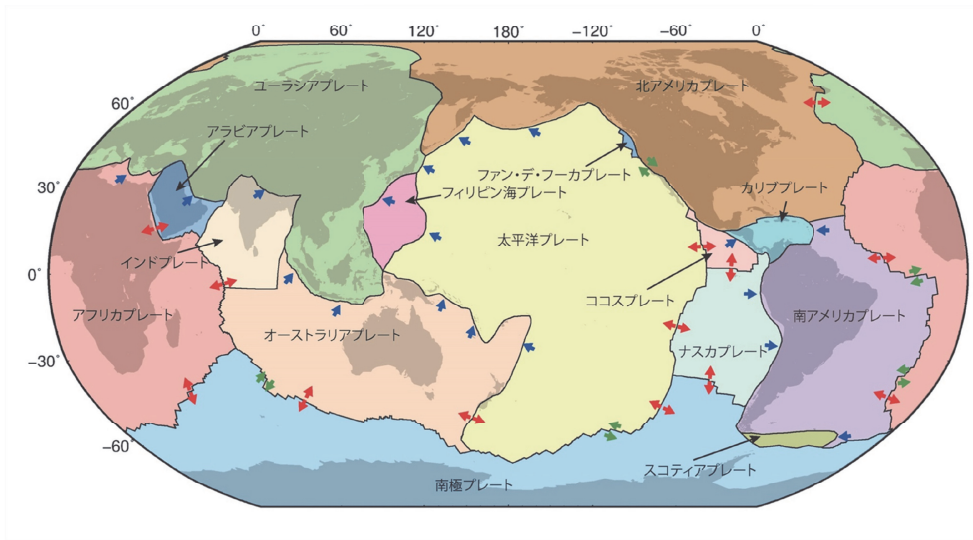 0° 60° 120° 180° −120° −60° 0°
60°
30°
0°
−30°
−60°
ユーラシアプレート
北アメリカプレート
アラビアプレート
ファン・デ・フーカプレート
フィリピン海プレート
カリブプレート
太平洋プレート
インドプレート
ココスプレート
アフリカプレート
オーストラリアプレート
南アメリカプレート
ナスカプレート
スコティアプレート
南極プレート